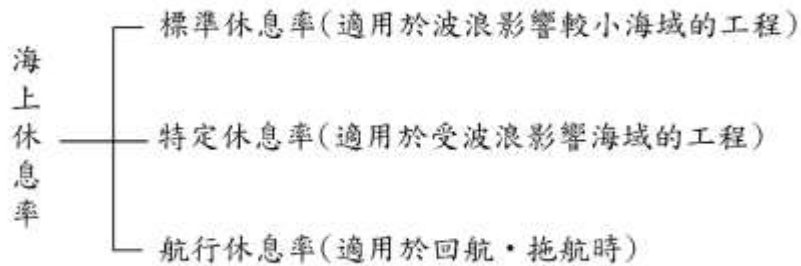 標準休息率(適用於波浪影響較小海域的工程)
海上休息率
特定休息率(適用於受波浪影響海域的工程)
航行休息率(適用於回航・拖航時)